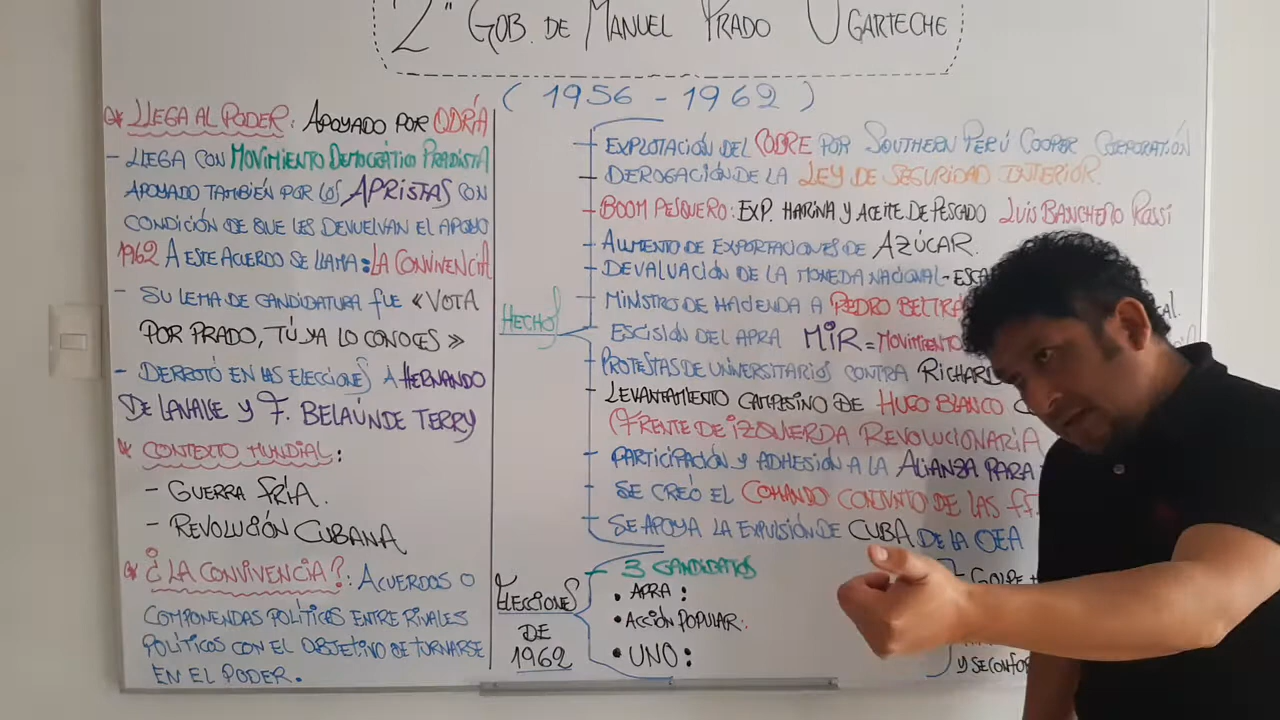 2° GOB. DE MANUEL PRADO UGARTECHE
(1956 - 1962)
* LLEGA AL PODER: APOYADO POR ODRÍA
- LLEGA CON MOVIMIENTO DEMOCRÁTICO PRADISTA
APOYADO TAMBIÉN POR LOS APRISTAS CON
CONDICIÓN DE QUE LES DEVUELVAN EL APOYO
1962 A ESTE ACUERDO SE LLAMA: LA CONVIVENCIA
- SU LEMA DE CANDIDATURA FUE «VOTA
POR PRADO, TÚ YA LO CONOCES»
- DERROTÓ EN LAS ELECCIONES A HERNANDO
DE LAVALLE Y F. BELAÚNDE TERRY
* CONTEXTO MUNDIAL:
- GUERRA FRÍA.
- REVOLUCIÓN CUBANA
* ¿LA CONVIVENCIA?: ACUERDOS O
COMPONENDAS POLÍTICAS ENTRE RIVALES
POLÍTICOS CON EL OBJETIVO DE TURNARSE
EN EL PODER.
HECHOS
- EXPLOTACIÓN DEL COBRE POR SOUTHERN PERÚ COOPER CORPORATIÓN
- DEROGACIÓN DE LA LEY DE SEGURIDAD INTERIOR.
- BOOM PESQUERO: EXP. HARINA Y ACEITE DE PESCADO LUIS BANCHERO ROSSI
- AUMENTO DE EXPORTACIONES DE AZÚCAR.
- DEVALUACIÓN DE LA MONEDA NACIONAL -
- MINISTRO DE HACIENDA A PEDRO
ESCISIÓN DEL APRA MIR = MOVIMIENTO
PROTESTAS DE UNIVERSITARIOS CONTRA RICHARD
- LEVANTAMIENTO CAMPESINO DE HUGO BLANCO
(FRENTE DE IZQUIERDA REVOLUCIONARIA
- PARTICIPACIÓN Y ADHESIÓN A LA ALIANZA PARA
- SE CREÓ EL COMANDO CONJUNTO DE LAS FF.
- SE APOYA LA EXPULSIÓN DE CUBA DE LA OEA
ELECCIONES
DE
1962
- 3 CANDIDATOS
• APRA:
• ACCIÓN POPULAR:
• UNO:
- GOLPE